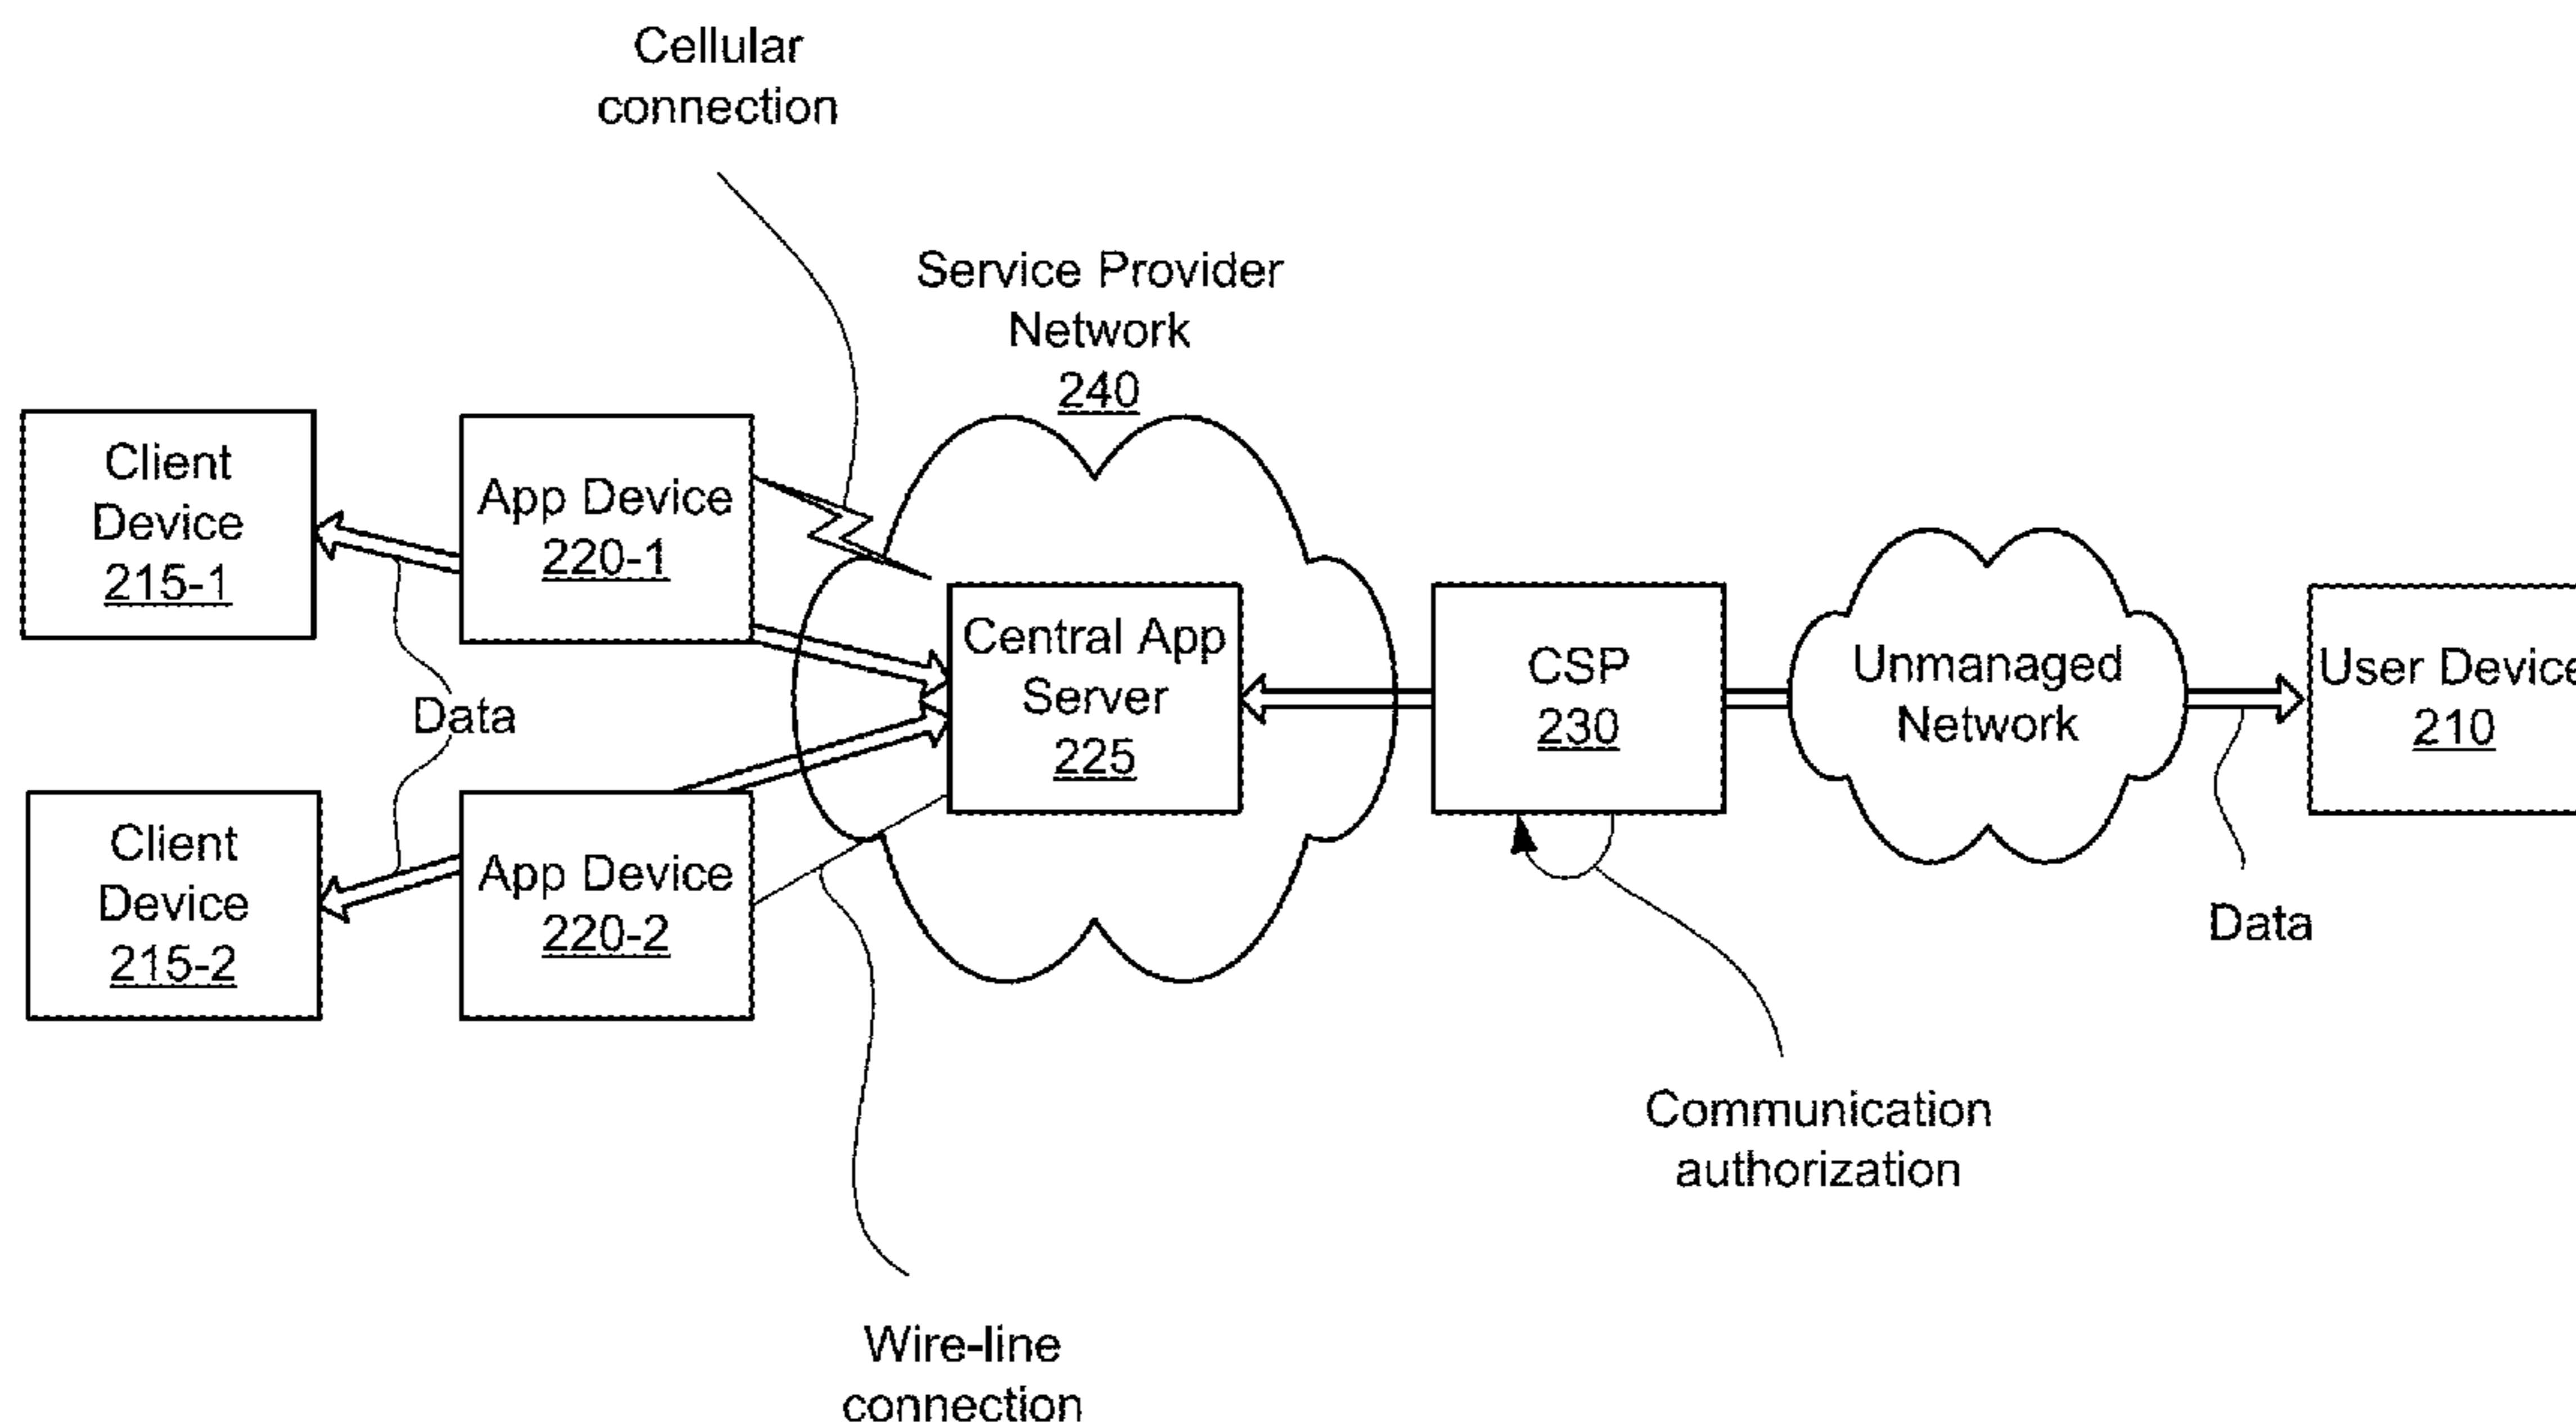 Cellular
connection
Service Provider
Network
240
Client
Device
215-1
App Device
220-1
Central App
Server
225
CSP
230
Unmanaged
Network
User Device
210
Data
Client
Device
215-2
App Device
220-2
Data
Communication
authorization
Wire-line
connection